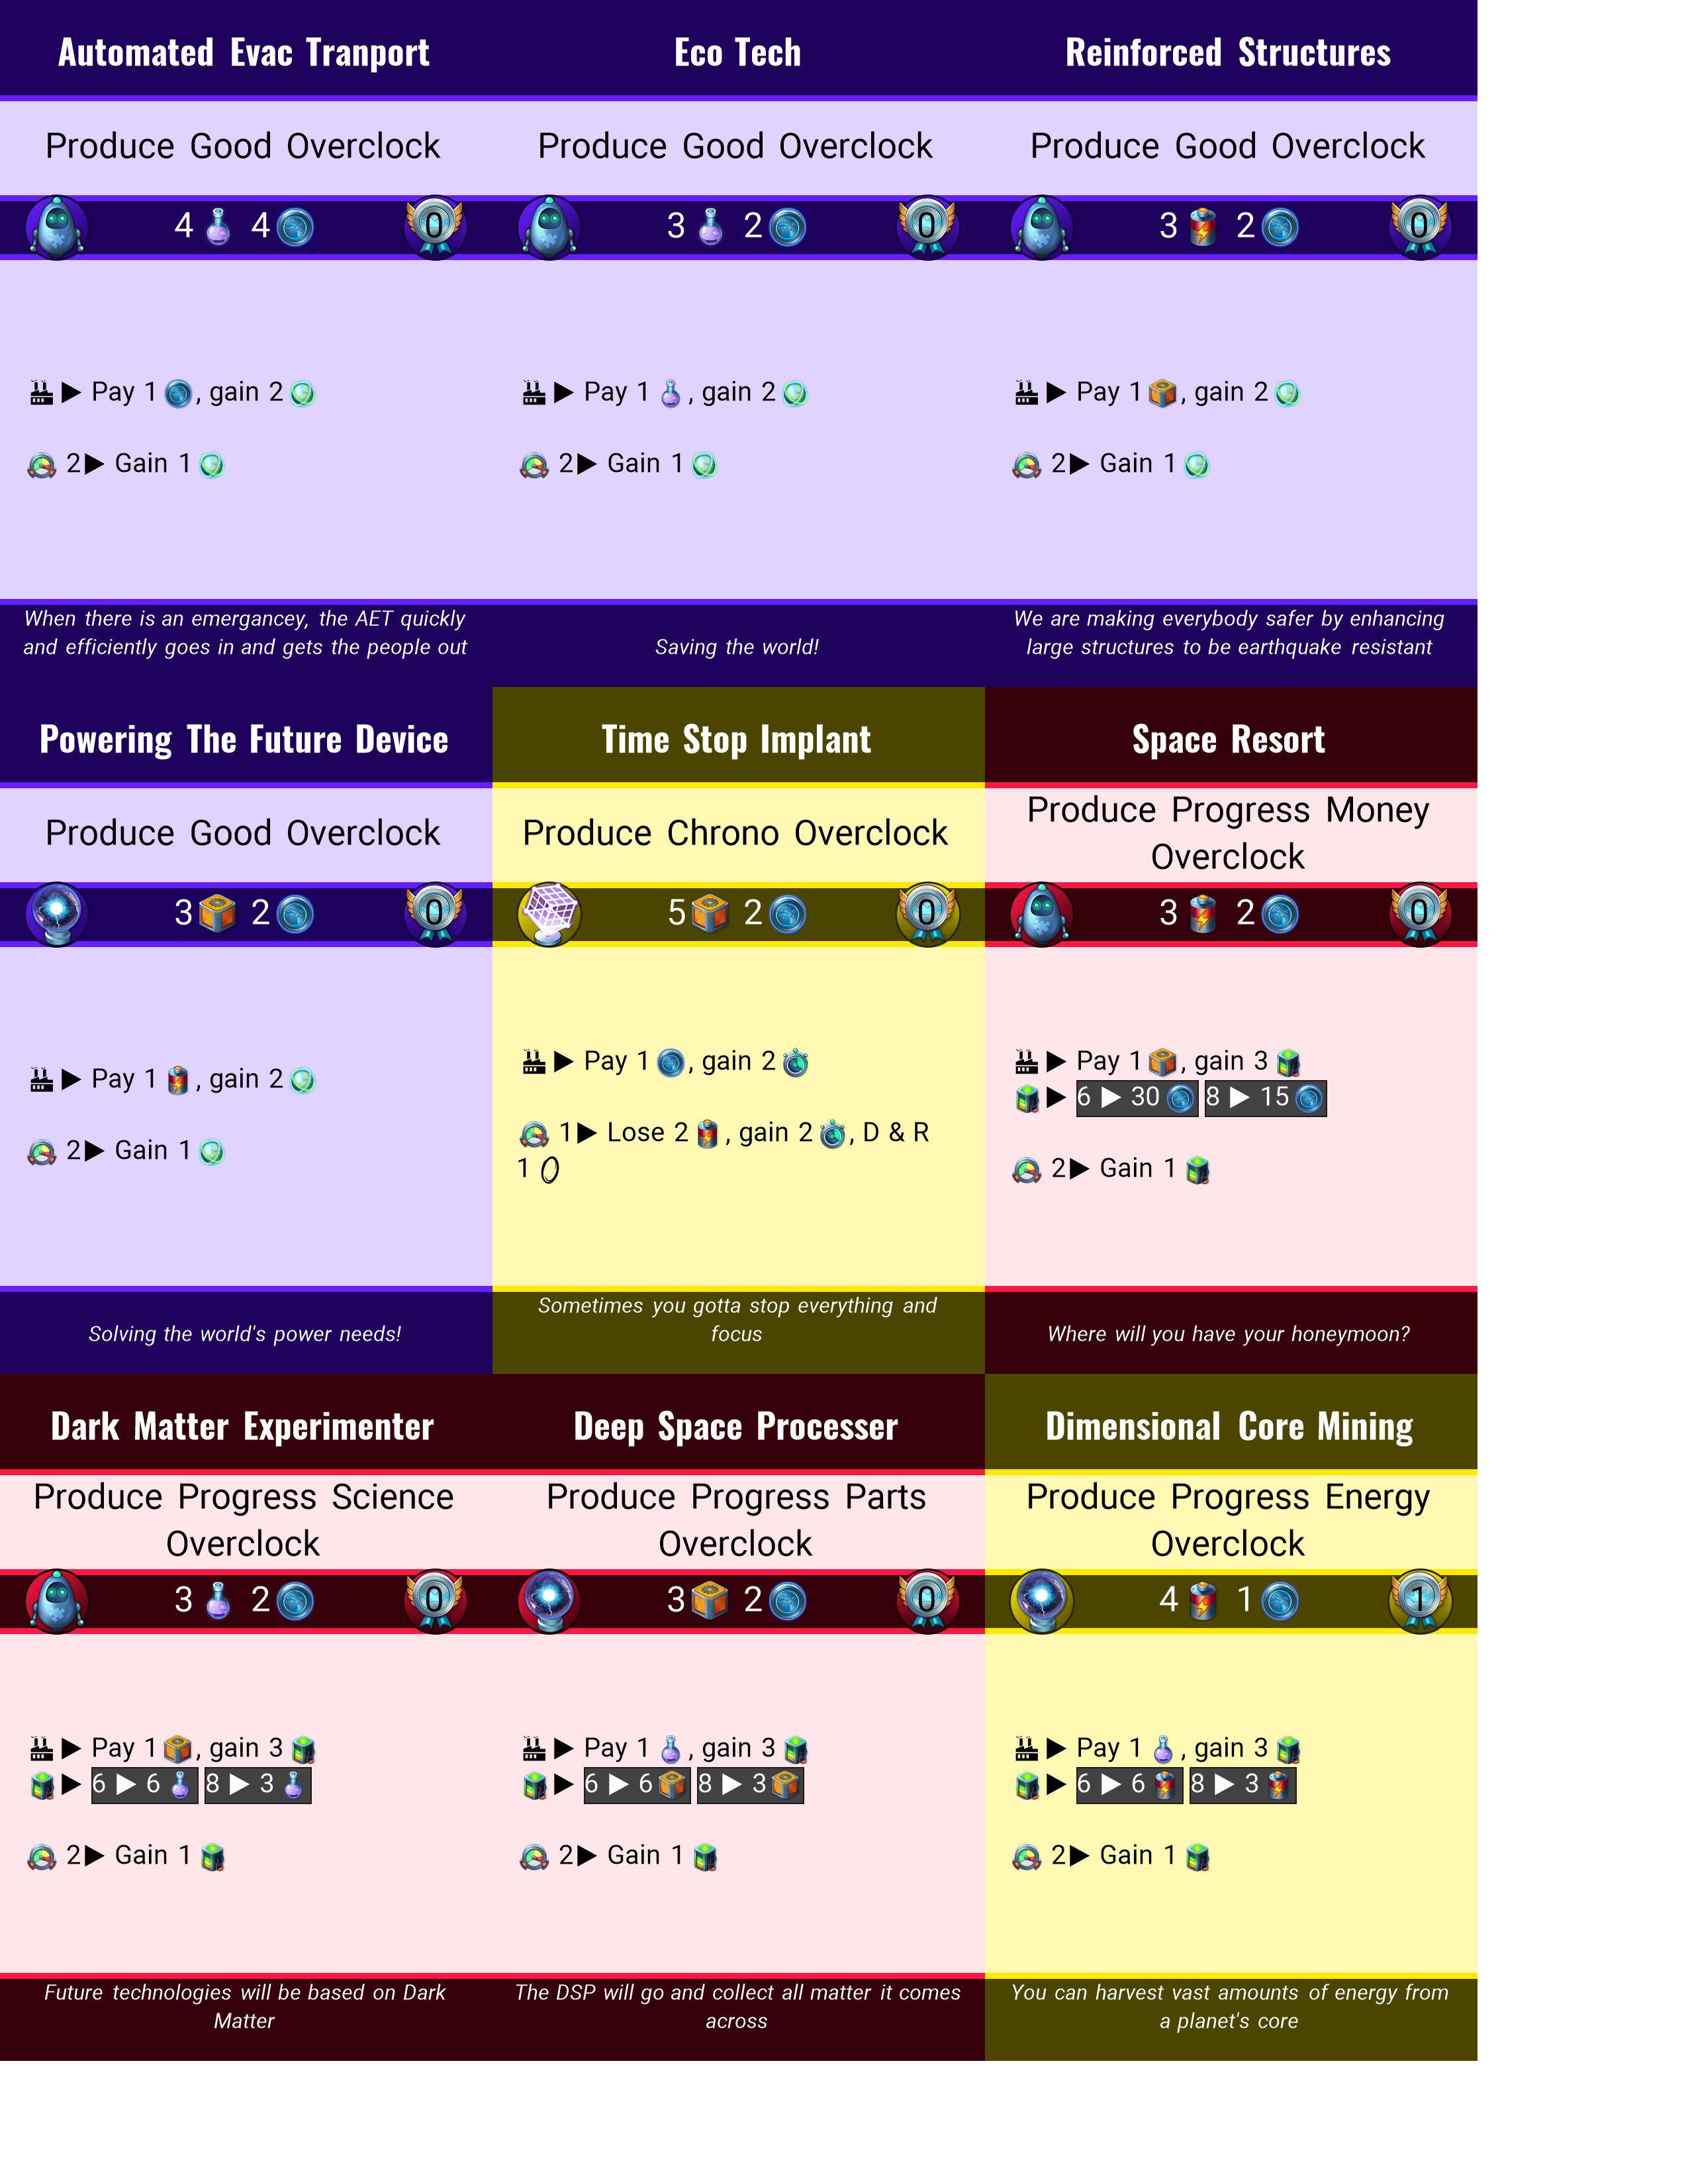 Automated Evac Tranport
Produce Good Overclock
4 4 0
▶ Pay 1 , gain 2
2▶ Gain 1
When there is an emergancey, the AET quickly
and efficiently goes in and gets the people out
Eco Tech
Produce Good Overclock
3 2 0
▶ Pay 1 , gain 2
2▶ Gain 1
Saving the world!
Reinforced Structures
Produce Good Overclock
3 2 0
▶ Pay 1 , gain 2
2▶ Gain 1
We are making everybody safer by enhancing
large structures to be earthquake resistant
Powering The Future Device
Produce Good Overclock
3 2 0
▶ Pay 1 , gain 2
2▶ Gain 1
Solving the world's power needs!
Time Stop Implant
Produce Chrono Overclock
5 2 0
▶ Pay 1 , gain 2
1▶ Lose 2 , gain 2 , D & R
1
Sometimes you gotta stop everything and
focus
Space Resort
Produce Progress Money
Overclock
3 2 0
▶ Pay 1 , gain 3
▶ 6 ▶ 30 8 ▶ 15
2▶ Gain 1
Where will you have your honeymoon?
Dark Matter Experimenter
Produce Progress Science
Overclock
3 2 0
▶ Pay 1 , gain 3
▶ 6 ▶ 6 8 ▶ 3
2▶ Gain 1
Future technologies will be based on Dark
Matter
Deep Space Processer
Produce Progress Parts
Overclock
3 2 0
▶ Pay 1 , gain 3
▶ 6 ▶ 6 8 ▶ 3
2▶ Gain 1
The DSP will go and collect all matter it comes
across
Dimensional Core Mining
Produce Progress Energy
Overclock
4 1 1
▶ Pay 1 , gain 3
▶ 6 ▶ 6 8 ▶ 3
2▶ Gain 1
You can harvest vast amounts of energy from
a planet's core